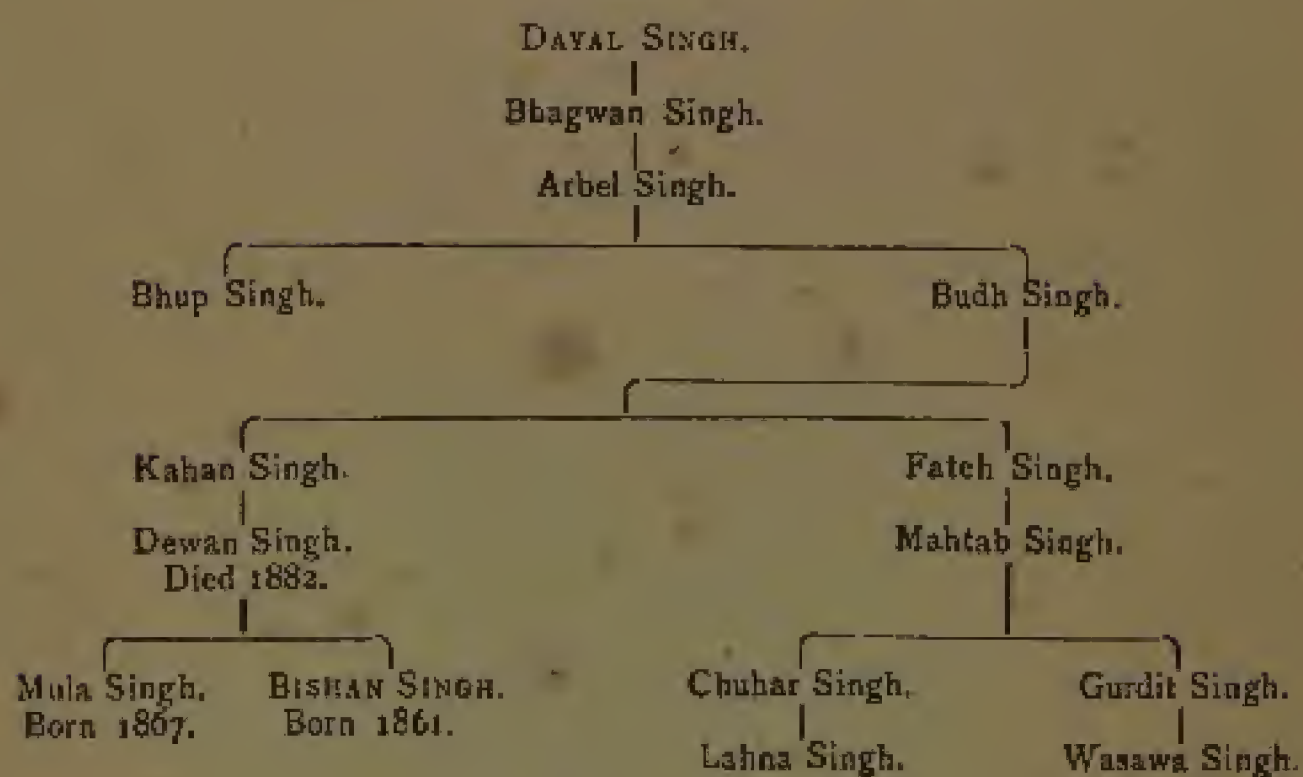 DAYAL SINGH.
Bhagwan Singh.
Arbel Singh.
Bhup Singh. Budh Singh.
Kahan Singh. Fateh Singh.
Dewan Singh. Mahtab Singh.
Died 1882.
Mula Singh. BISHAN SINGH. Chuhar Singh. Gurdit Singh.
Born 1867. Born 1861.
Lahna Singh. Wasawa Singh.